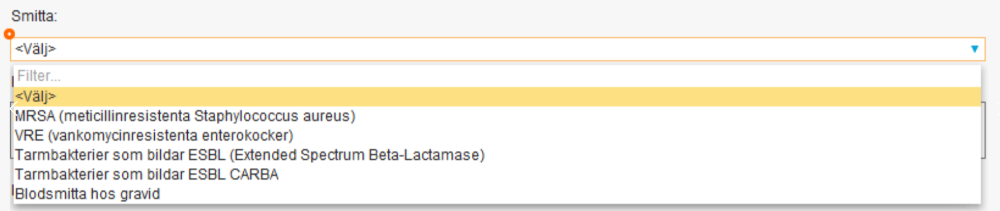 Smitta:
<Välj>
Filter...
<Välj>
MRSA (meticillinresistenta Staphylococcus aureus)
VRE (vankomycinresistenta enterokocker)
Tarmbakterier som bildar ESBL (Extended Spectrum Beta-Lactamase)
Tarmbakterier som bildar ESBL CARBA
Blodsmitta hos gravid